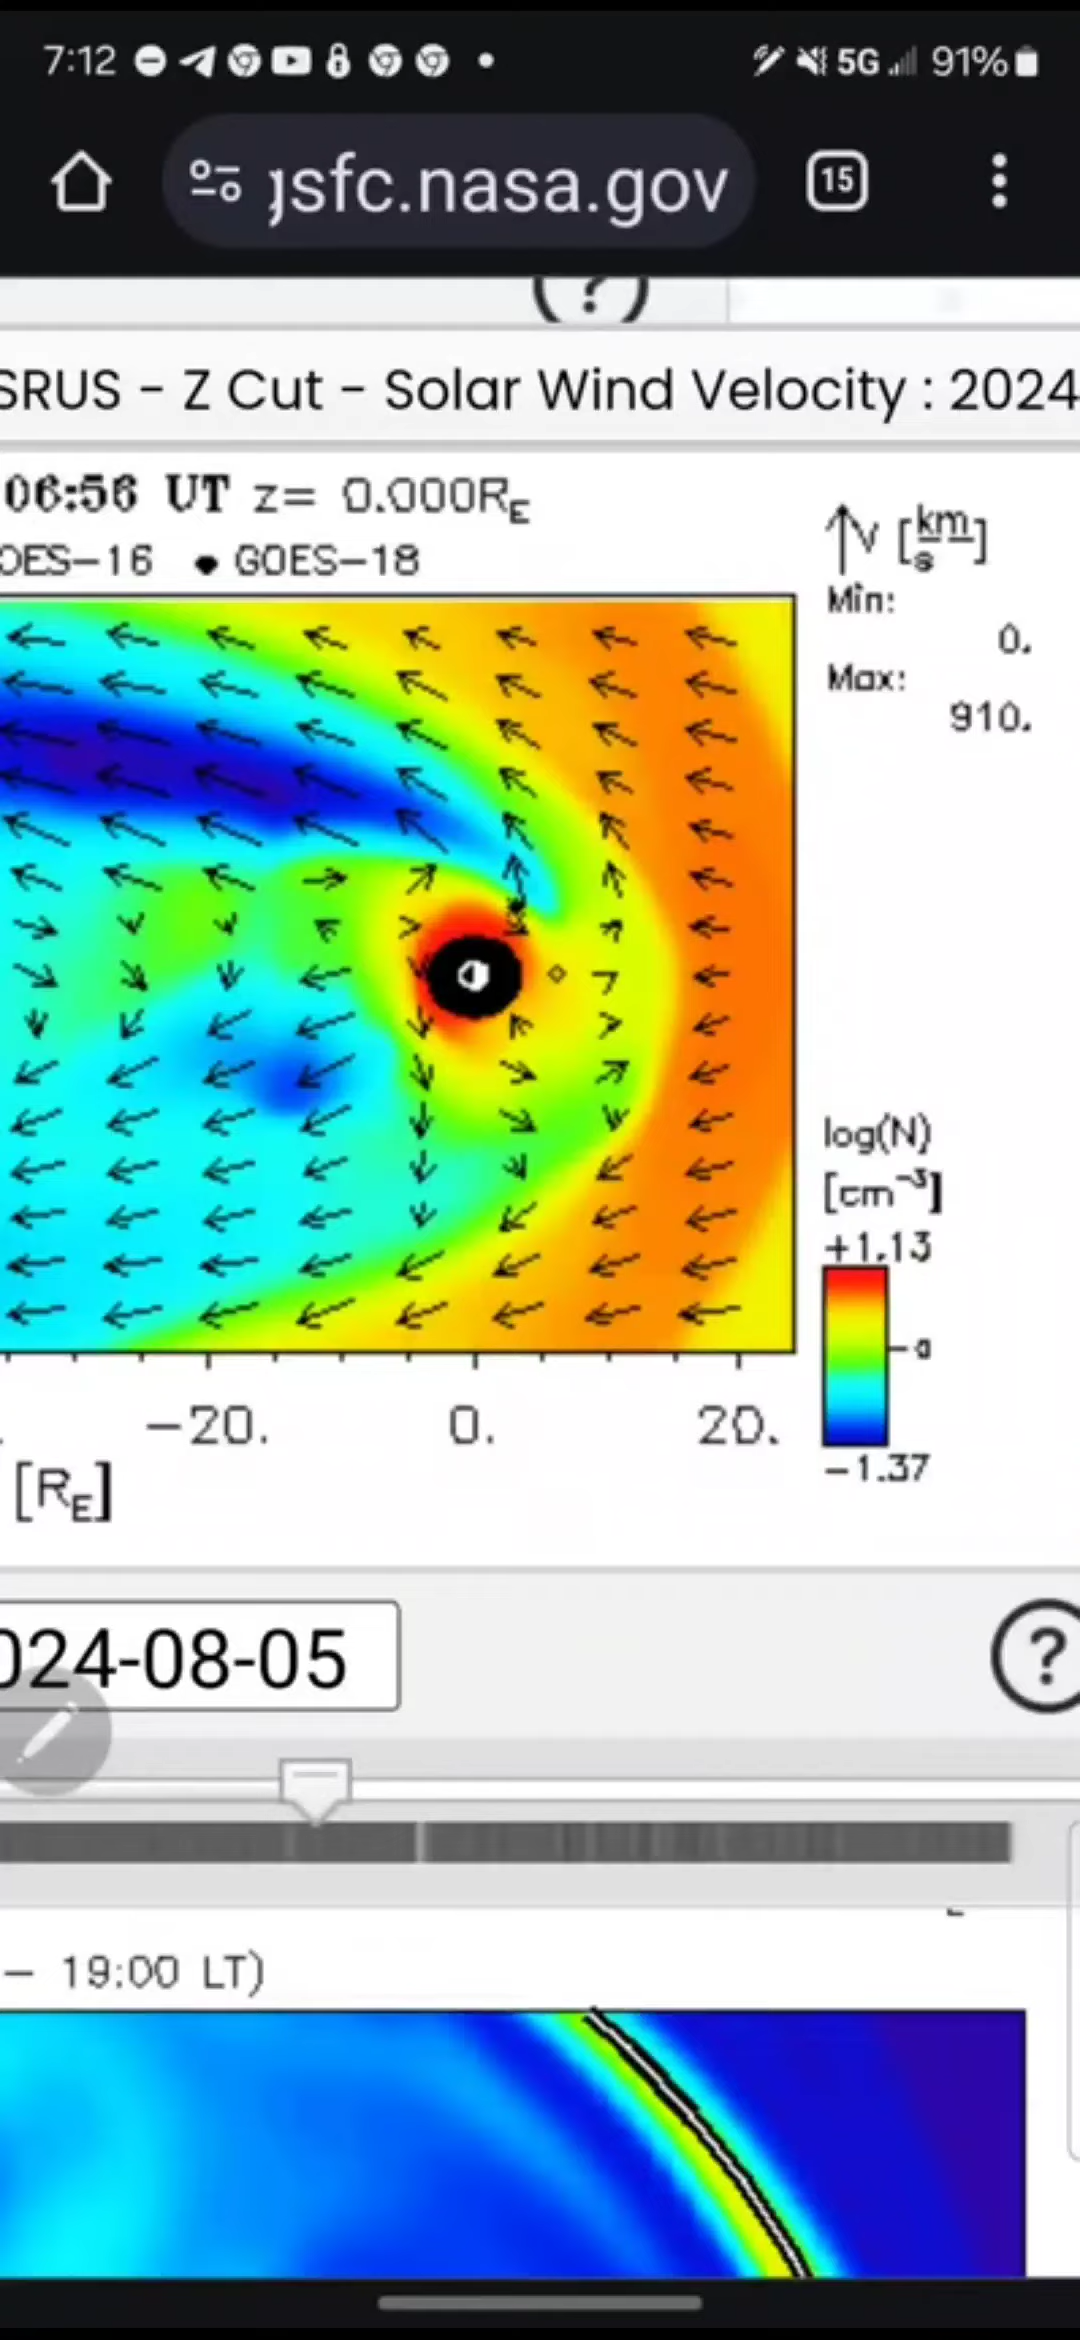 7:12
5G 91%
jsfc.nasa.gov
15
(?)
SRUS - Z Cut - Solar Wind Velocity : 2024
06:56 UT z= 0.000RE
OES-16 ● GOES-18
V [km/s]
Min:
0.
Max:
910.
log(N)
[cm-3]
+1.13
0
-1.37
-20. 0. 20.
[RE]
024-08-05
?
- 19:00 LT)